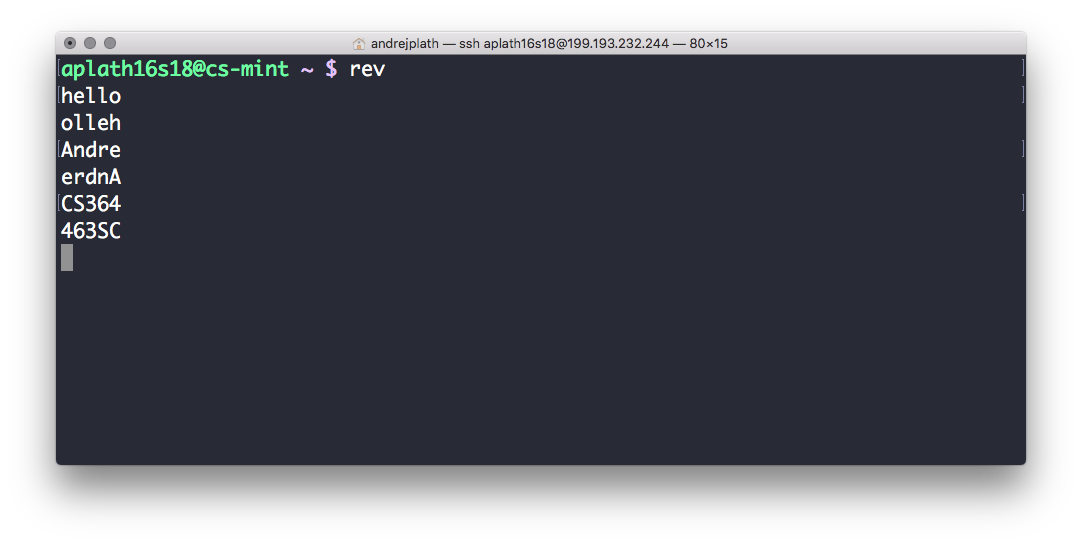 andrejplath — ssh aplath16s18@199.193.232.244 — 80×15
aplath16s18@cs-mint ~ $ rev
hello
olleh
Andre
erdnA
CS364
463SC